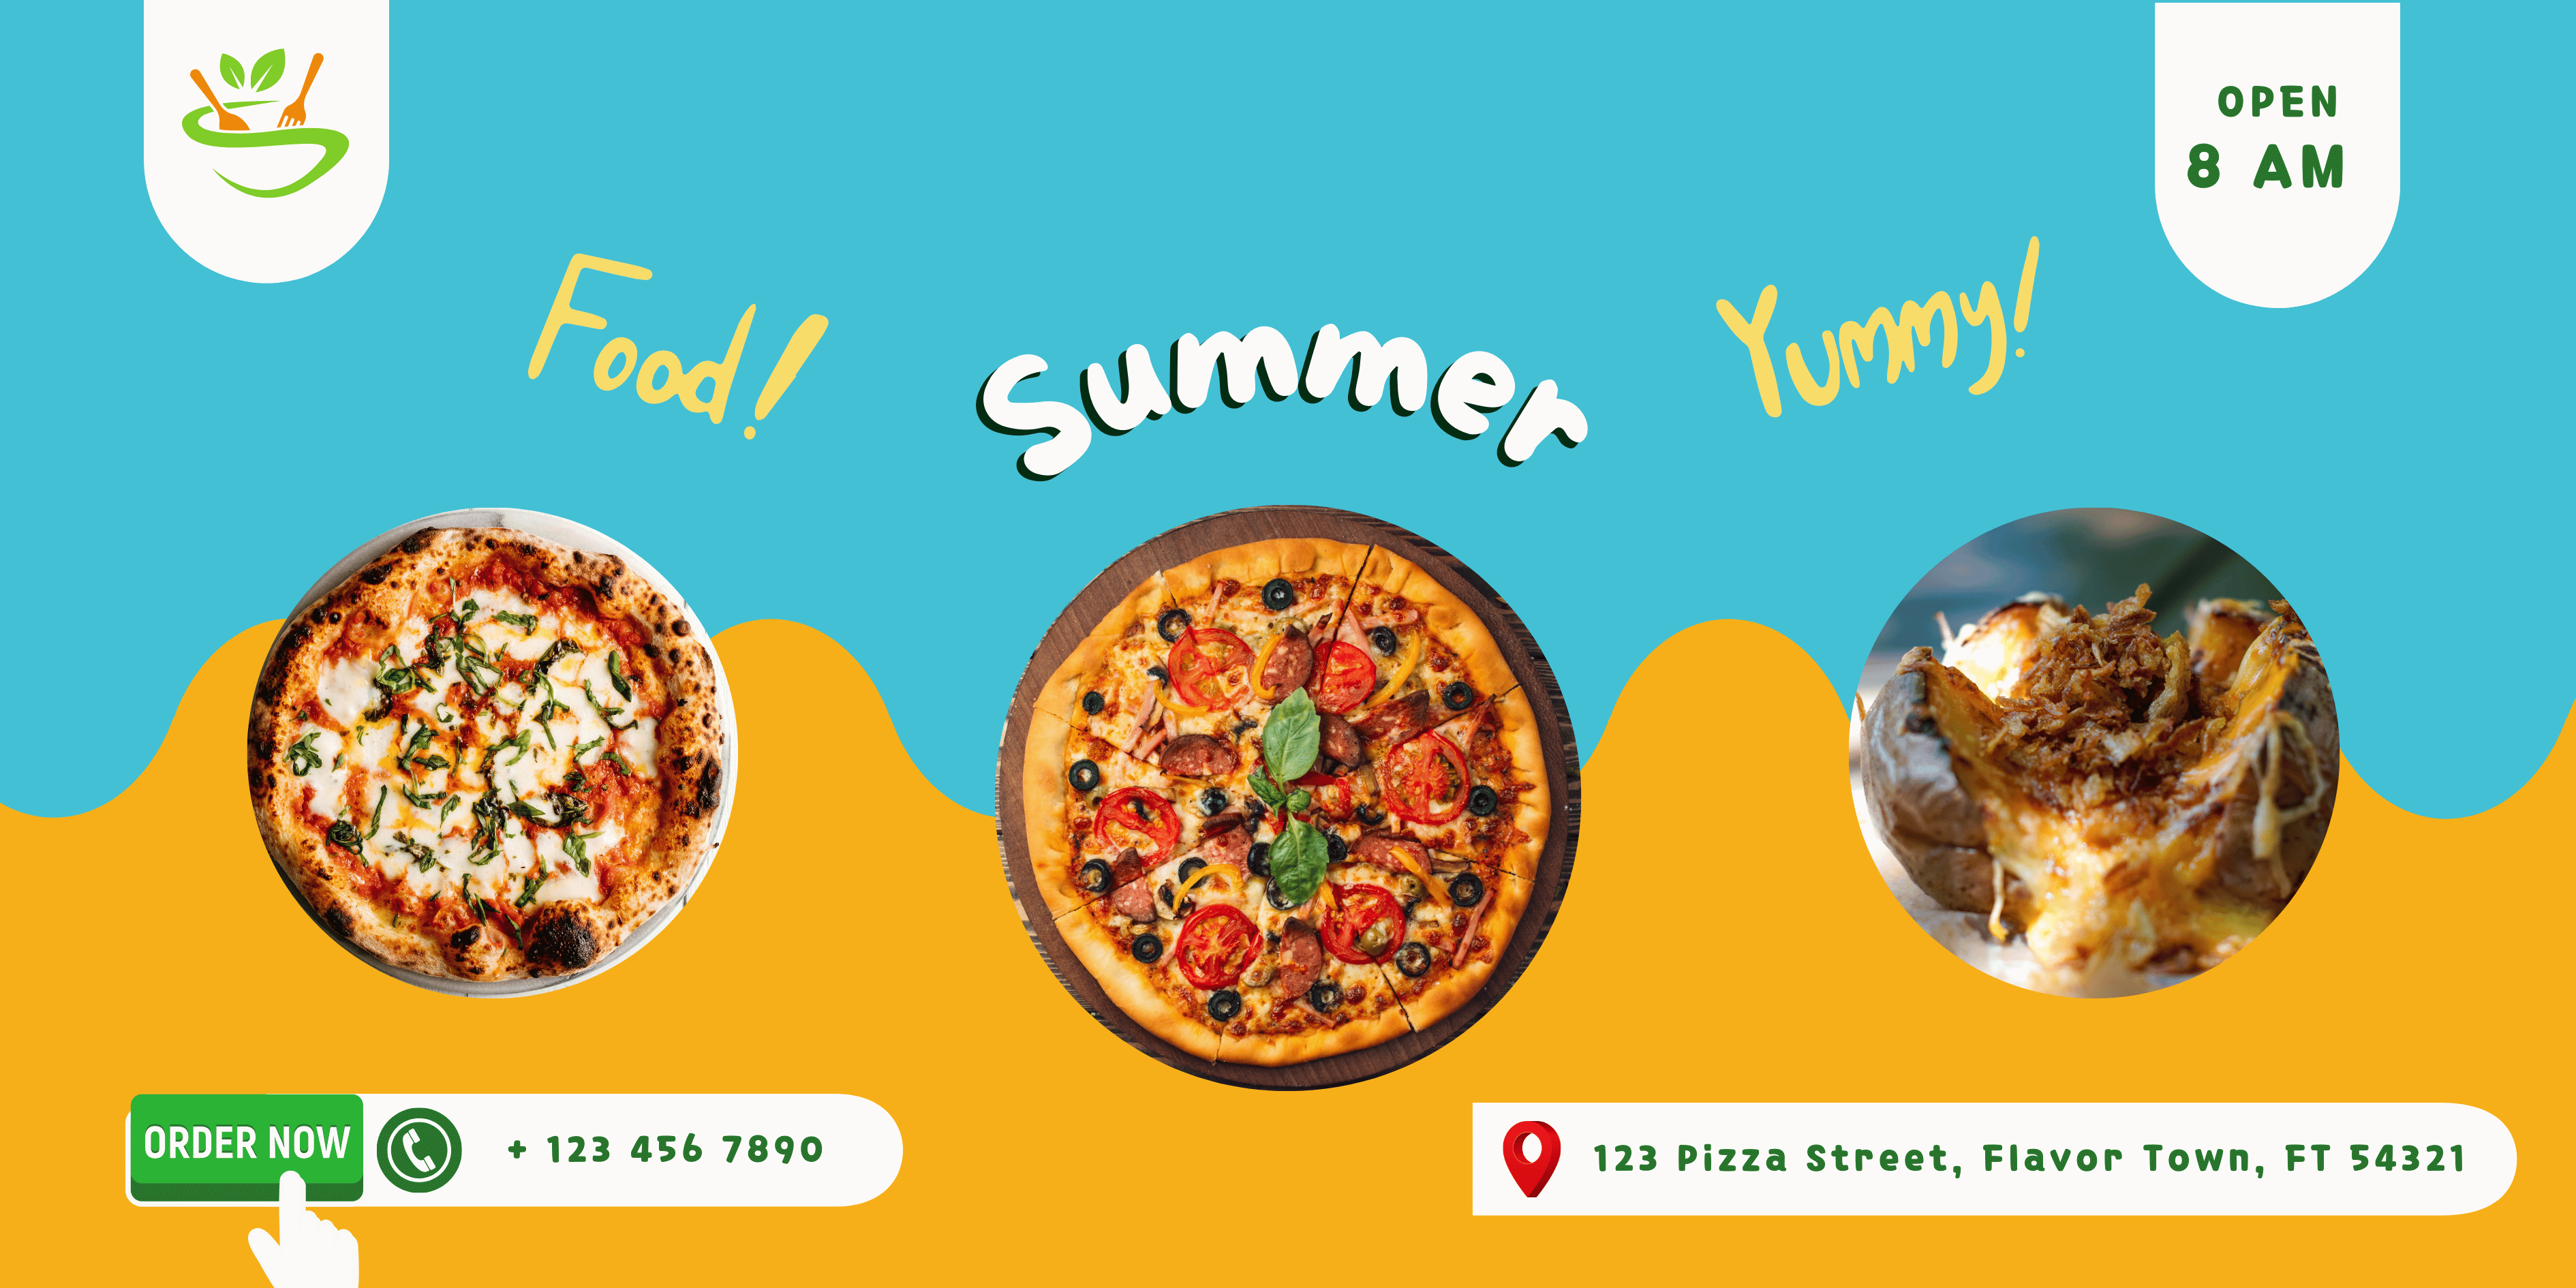 OPEN
8 AM
Food!
Summer
Yummy!
ORDER NOW
+ 123 456 7890
123 Pizza Street, Flavor Town, FT 54321